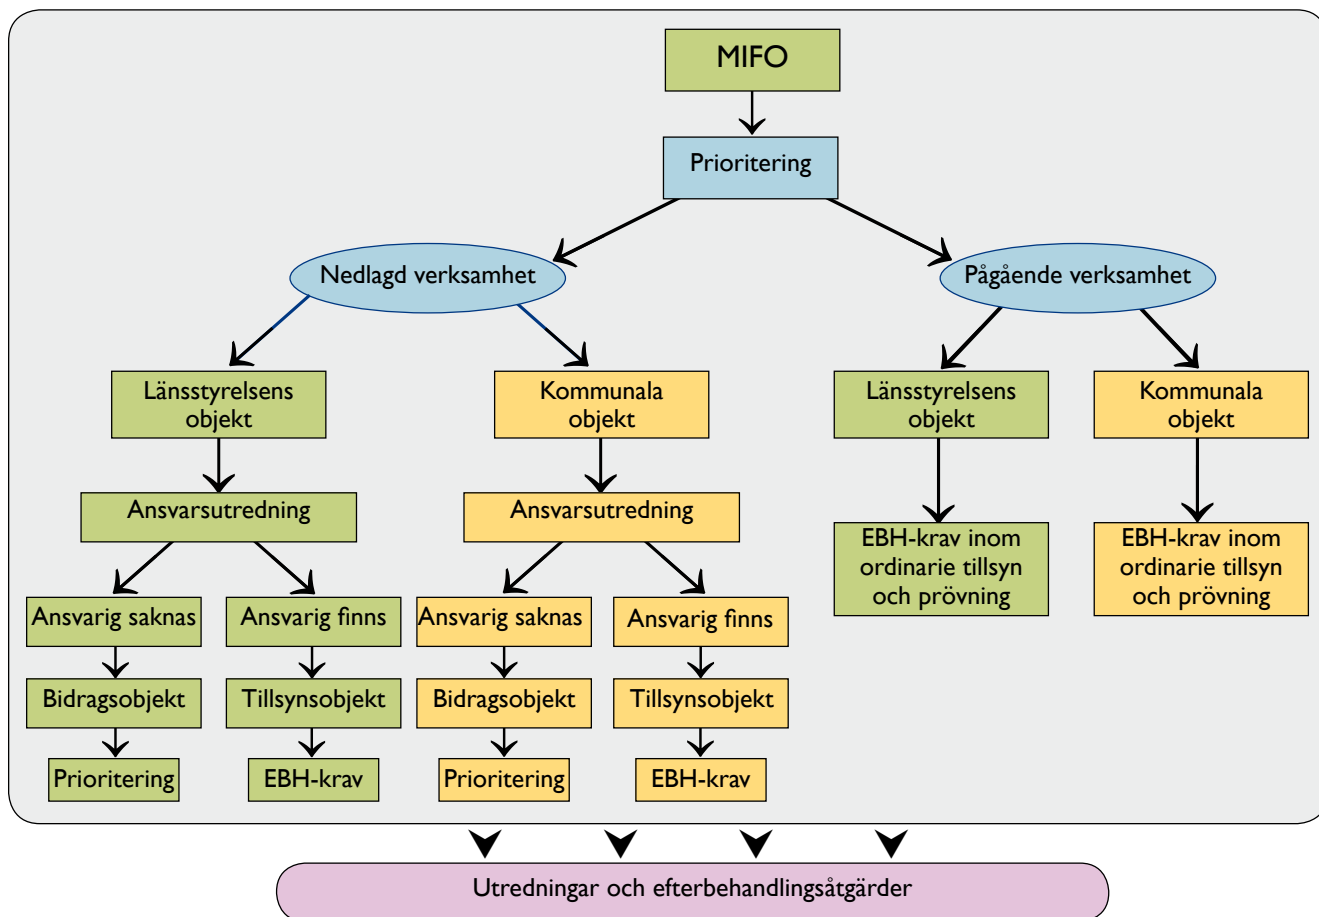 MIFO
Prioritering
Nedlagd verksamhet
Pågående verksamhet
Länsstyrelsens
objekt
Kommunala
objekt
Länsstyrelsens
objekt
Kommunala
objekt
Ansvarsutredning
Ansvarsutredning
EBH-krav inom
ordinarie tillsyn
och prövning
EBH-krav inom
ordinarie tillsyn
och prövning
Ansvarig saknas
Ansvarig finns
Ansvarig saknas
Ansvarig finns
Bidragsobjekt
Tillsynsobjekt
Bidragsobjekt
Tillsynsobjekt
Prioritering
EBH-krav
Prioritering
EBH-krav
Utredningar och efterbehandlingsåtgärder